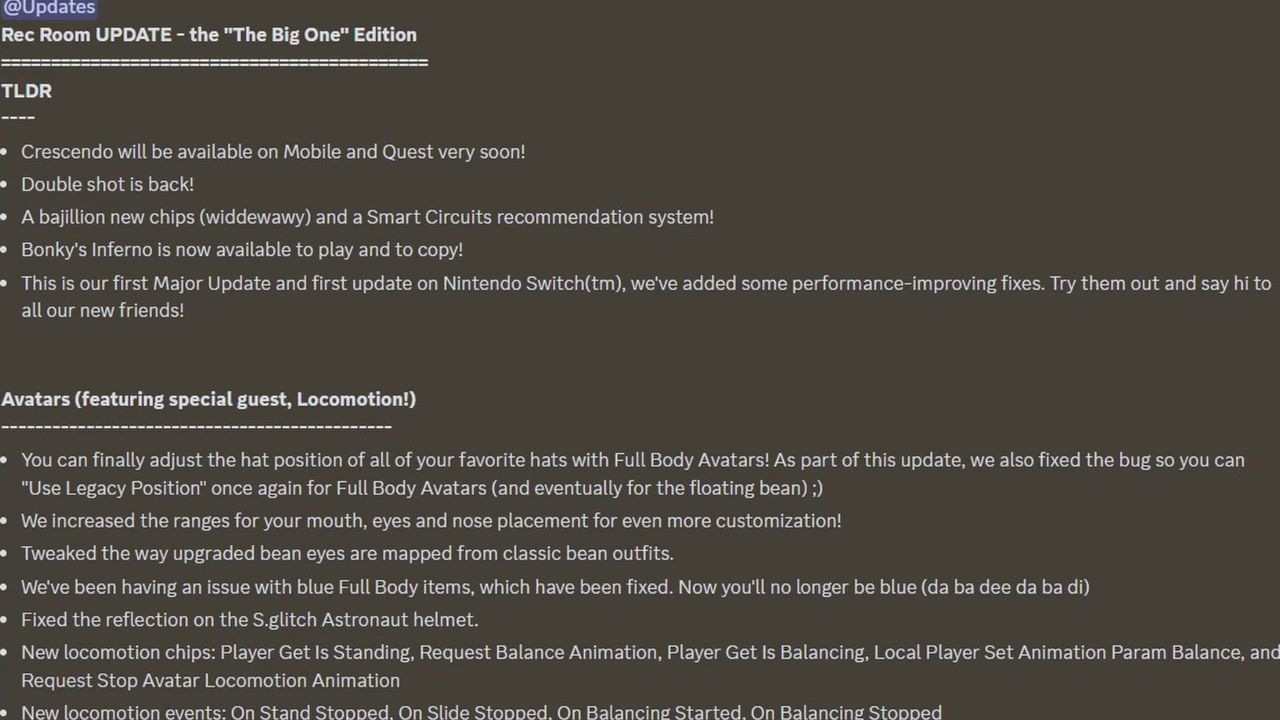 @Updates
Rec Room UPDATE - the "The Big One" Edition
===========================================
TLDR
----
• Crescendo will be available on Mobile and Quest very soon!
• Double shot is back!
• A bajillion new chips (widdewawy) and a Smart Circuits recommendation system!
• Bonky's Inferno is now available to play and to copy!
• This is our first Major Update and first update on Nintendo Switch(tm), we've added some performance-improving fixes. Try them out and say hi to
all our new friends!
Avatars (featuring special guest, Locomotion!)
----------------------------------------------
• You can finally adjust the hat position of all of your favorite hats with Full Body Avatars! As part of this update, we also fixed the bug so you can
"Use Legacy Position" once again for Full Body Avatars (and eventually for the floating bean) ;)
• We increased the ranges for your mouth, eyes and nose placement for even more customization!
• Tweaked the way upgraded bean eyes are mapped from classic bean outfits.
• We've been having an issue with blue Full Body items, which have been fixed. Now you'll no longer be blue (da ba dee da ba di)
• Fixed the reflection on the S.glitch Astronaut helmet.
• New locomotion chips: Player Get Is Standing, Request Balance Animation, Player Get Is Balancing, Local Player Set Animation Param Balance, and
Request Stop Avatar Locomotion Animation
• New locomotion events: On Stand Stopped, On Slide Stopped, On Balancing Started, On Balancing Stopped